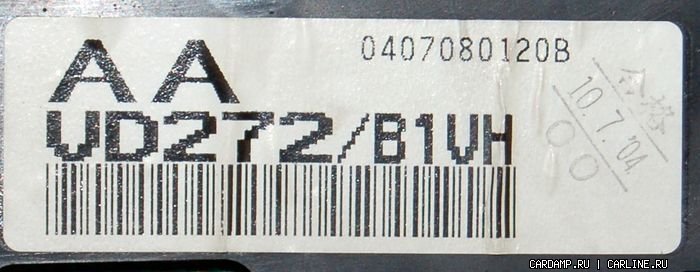 AA
0407080120B
VD272/B1VH
合格
10.7.'04
CARDAMP.RU | CARLINE.RU